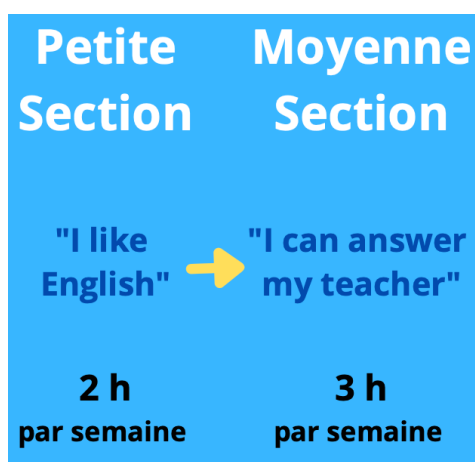 Petite
Section
"I like
English"
2 h
par semaine
Moyenne
Section
"I can answer
my teacher"
3 h
par semaine